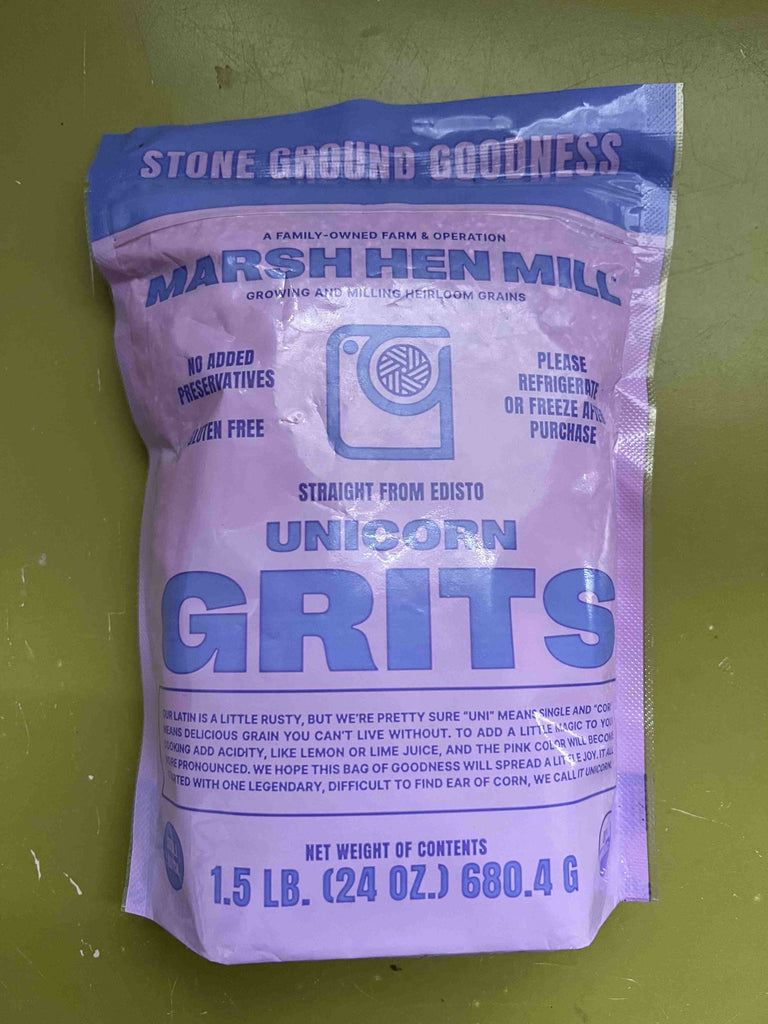 STONE GROUND GOODNESS
A FAMILY-OWNED FARM & OPERATION
MARSH HEN MILL
GROWING AND MILLING HEIRLOOM GRAINS
NO ADDED
PRESERVATIVES
GLUTEN FREE
PLEASE
REFRIGERATE
OR FREEZE AFTER
PURCHASE
STRAIGHT FROM EDISTO
UNICORN
GRITS
OUR LATIN IS A LITTLE RUSTY, BUT WE'RE PRETTY SURE "UNI" MEANS SINGLE AND "CORN"
MEANS DELICIOUS GRAIN YOU CAN'T LIVE WITHOUT. TO ADD A LITTLE MAGIC TO YOUR
COOKING ADD ACIDITY, LIKE LEMON OR LIME JUICE, AND THE PINK COLOR WILL BECOME
MORE PRONOUNCED. WE HOPE THIS BAG OF GOODNESS WILL SPREAD A LITTLE JOY. IT ALL
STARTED WITH ONE LEGENDARY, DIFFICULT TO FIND EAR OF CORN, WE CALL IT UNICORN.
NET WEIGHT OF CONTENTS
1.5 LB. (24 OZ.) 680.4 G